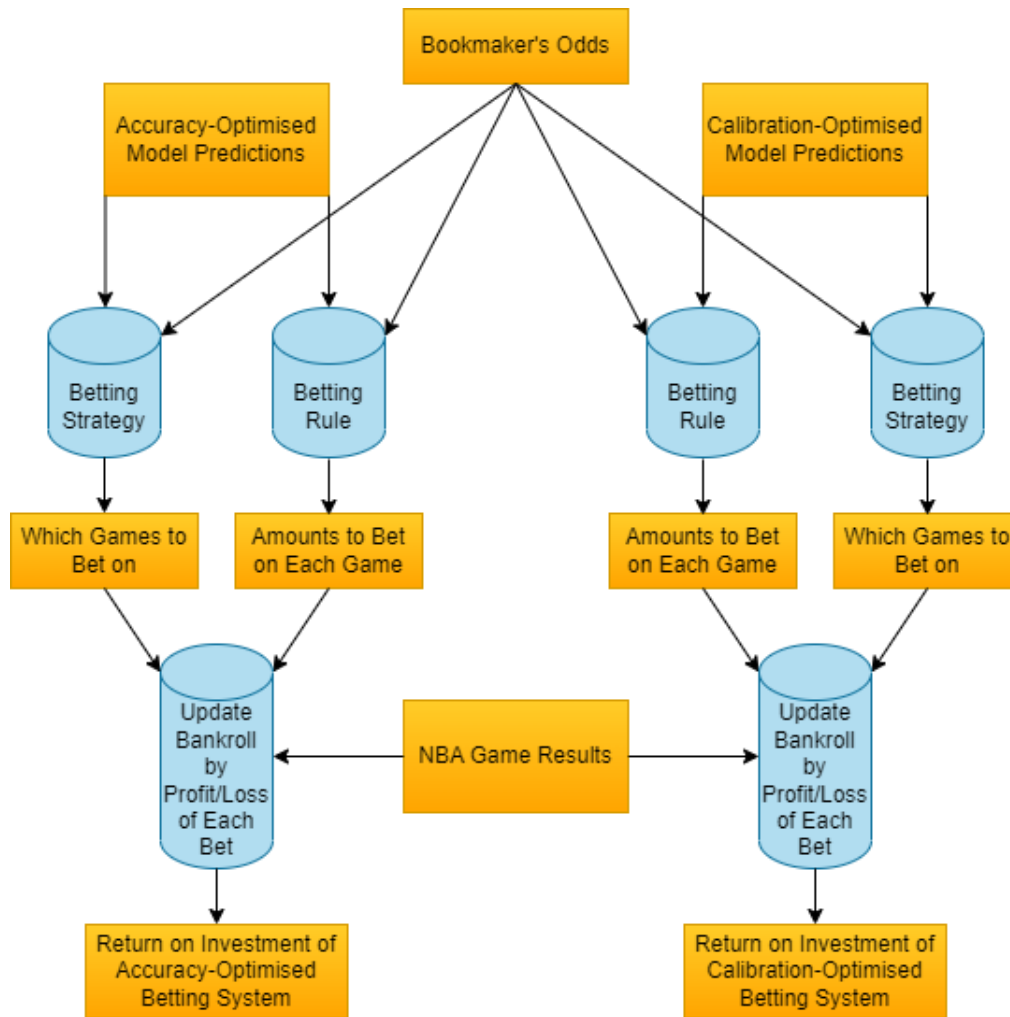 Bookmaker's Odds
Accuracy-Optimised
Model Predictions
Calibration-Optimised
Model Predictions
Betting
Strategy
Betting
Rule
Betting
Rule
Betting
Strategy
Which Games to
Bet on
Amounts to Bet
on Each Game
Amounts to Bet
on Each Game
Which Games to
Bet on
Update
Bankroll
by
Profit/Loss
of Each
Bet
NBA Game Results
Update
Bankroll
by
Profit/Loss
of Each
Bet
Return on Investment of
Accuracy-Optimised
Betting System
Return on Investment of
Calibration-Optimised
Betting System